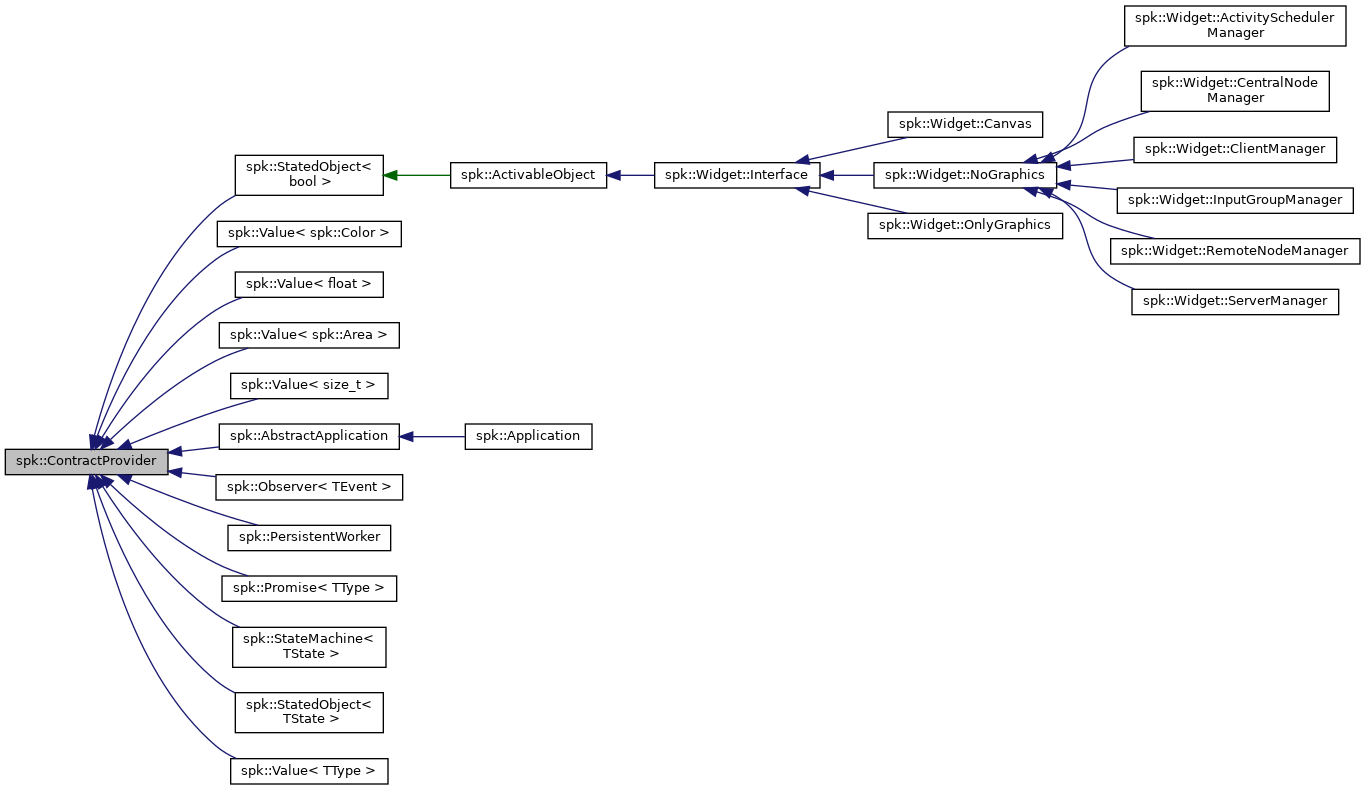 spk::Widget::ActivityScheduler
Manager
spk::Widget::CentralNode
Manager
spk::Widget::Canvas
spk::Widget::ClientManager
spk::StatedObject<
bool >
spk::ActivableObject
spk::Widget::Interface
spk::Widget::NoGraphics
spk::Widget::InputGroupManager
spk::Widget::OnlyGraphics
spk::Value< spk::Color >
spk::Widget::RemoteNodeManager
spk::Value< float >
spk::Widget::ServerManager
spk::Value< spk::Area >
spk::Value< size_t >
spk::AbstractApplication
spk::Application
spk::ContractProvider
spk::Observer< TEvent >
spk::PersistentWorker
spk::Promise< TType >
spk::StateMachine<
TState >
spk::StatedObject<
TState >
spk::Value< TType >